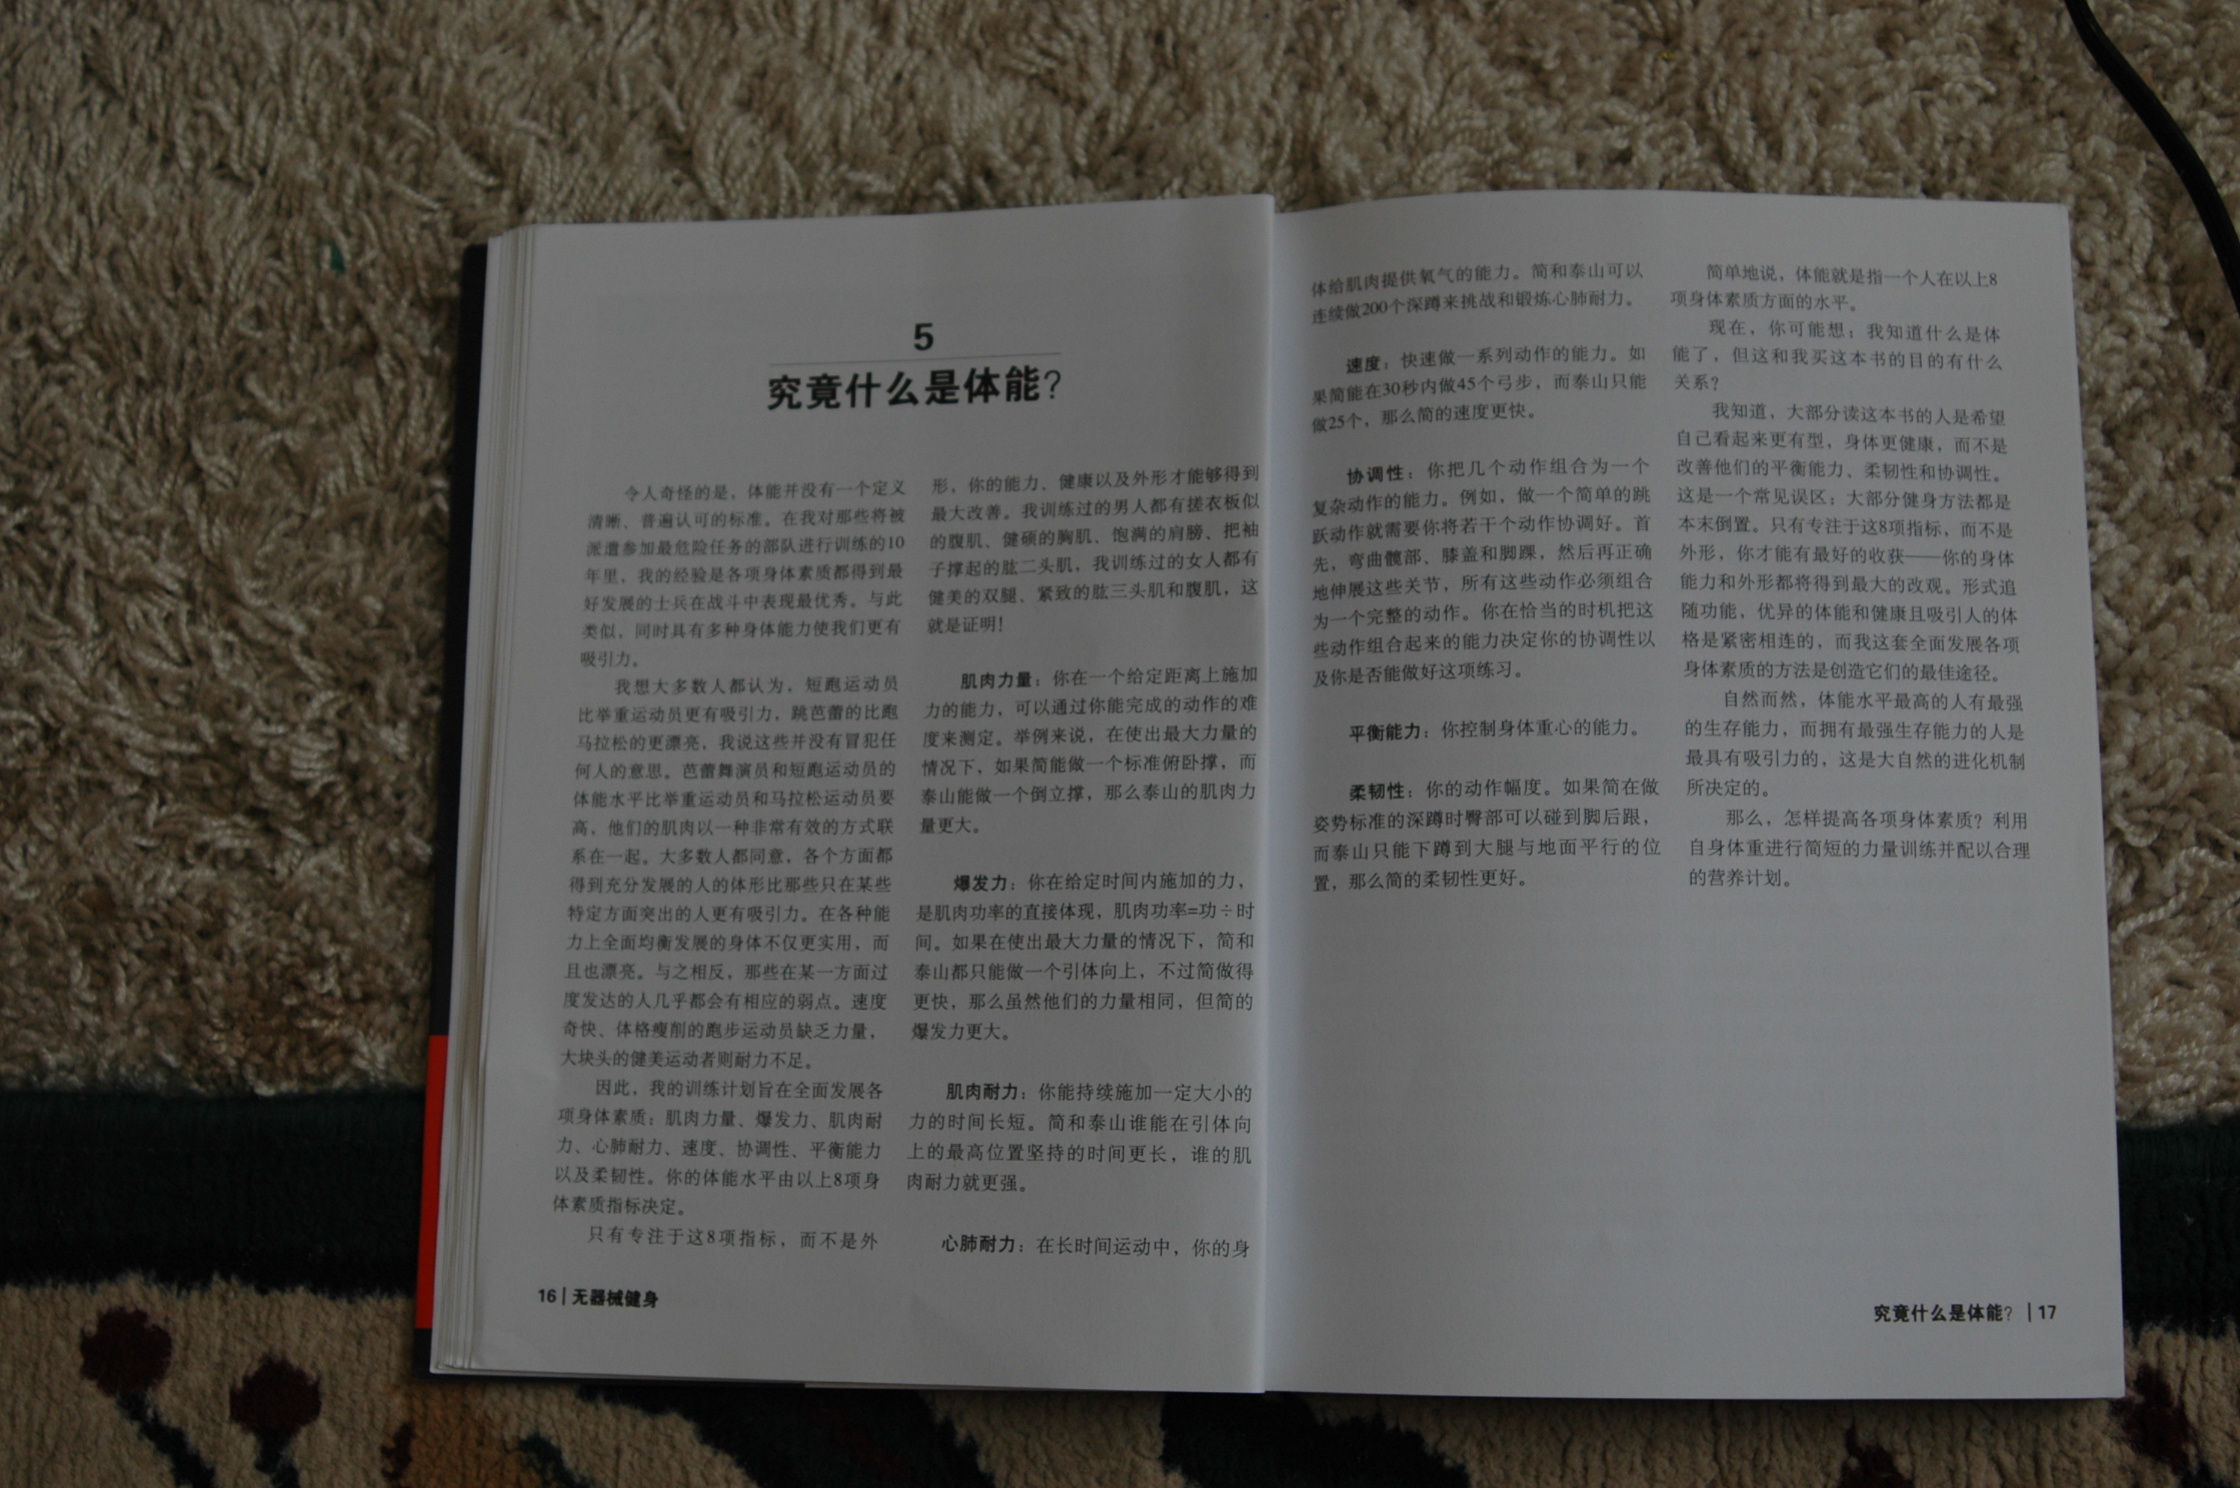 5
究竟什么是体能？
令人奇怪的是，体能并没有一个定义
清晰、普遍认可的标准。在我对那些将被
派遣参加最危险任务的部队进行训练的10
年里，我的经验是各项身体素质都得到最
好发展的士兵在战斗中表现最优秀。与此
类似，同时具有多种身体能力使我们更有
吸引力。
我想大多数人都认为，短跑运动员
比举重运动员更有吸引力，跳芭蕾的比跑
马拉松的更漂亮，我说这些并没有冒犯任
何人的意思。芭蕾舞演员和短跑运动员的
体能水平比举重运动员和马拉松运动员要
高，他们的肌肉以一种非常有效的方式联
系在一起。大多数人都同意，各个方面都
得到充分发展的人的体形比那些只在某些
特定方面突出的人更有吸引力。在各种能
力上全面均衡发展的身体不仅更实用，而
且也漂亮。与之相反，那些在某一方面过
度发达的人几乎都会有相应的弱点。速度
奇快、体格瘦削的跑步运动员缺乏力量，
大块头的健美运动者则耐力不足。
因此，我的训练计划旨在全面发展各
项身体素质：肌肉力量、爆发力、肌肉耐
力、心肺耐力、速度、协调性、平衡能力
以及柔韧性。你的体能水平由以上8项身
体素质指标决定。
只有专注于这8项指标，而不是外
形，你的能力、健康以及外形才能够得到
最大改善。我训练过的男人都有搓衣板似
的腹肌、健硕的胸肌、饱满的肩膀、把袖
子撑起的肱二头肌，我训练过的女人都有
健美的双腿、紧致的肱三头肌和腹肌，这
就是证明！
肌肉力量：你在一个给定距离上施加
力的能力，可以通过你能完成的动作的难
度来测定。举例来说，在使出最大力量的
情况下，如果简能做一个标准俯卧撑，而
泰山能做一个倒立撑，那么泰山的肌肉力
量更大。
爆发力：你在给定时间内施加的力，
是肌肉功率的直接体现，肌肉功率=功÷时
间。如果在使出最大力量的情况下，简和
泰山都只能做一个引体向上，不过简做得
更快，那么虽然他们的力量相同，但简的
爆发力更大。
肌肉耐力：你能持续施加一定大小的
力的时间长短。简和泰山谁能在引体向
上的最高位置坚持的时间更长，谁的肌
肉耐力就更强。
心肺耐力：在长时间运动中，你的身
16 | 无器械健身
体给肌肉提供氧气的能力。简和泰山可以
连续做200个深蹲来挑战和锻炼心肺耐力。
速度：快速做一系列动作的能力。如
果简能在30秒内做45个弓步，而泰山只能
做25个，那么简的速度更快。
协调性：你把几个动作组合为一个
复杂动作的能力。例如，做一个简单的跳
跃动作就需要你将若干个动作协调好。首
先，弯曲髋部、膝盖和脚踝，然后再正确
地伸展这些关节，所有这些动作必须组合
为一个完整的动作。你在恰当的时机把这
些动作组合起来的能力决定你的协调性以
及你是否能做好这项练习。
平衡能力：你控制身体重心的能力。
柔韧性：你的动作幅度。如果简在做
姿势标准的深蹲时臀部可以碰到脚后跟，
而泰山只能下蹲到大腿与地面平行的位
置，那么简的柔韧性更好。
简单地说，体能就是指一个人在以上8
项身体素质方面的水平。
现在，你可能想：我知道什么是体
能了，但这和我买这本书的目的有什么
关系？
我知道，大部分读这本书的人是希望
自己看起来更有型，身体更健康，而不是
改善他们的平衡能力、柔韧性和协调性。
这是一个常见误区：大部分健身方法都是
本末倒置。只有专注于这8项指标，而不是
外形，你才能有最好的收获——你的身体
能力和外形都将得到最大的改观。形式追
随功能，优异的体能和健康且吸引人的体
格是紧密相连的，而我这套全面发展各项
身体素质的方法是创造它们的最佳途径。
自然而然，体能水平最高的人有最强
的生存能力，而拥有最强生存能力的人是
最具有吸引力的，这是大自然的进化机制
所决定的。
那么，怎样提高各项身体素质？利用
自身体重进行简短的力量训练并配以合理
的营养计划。
究竟什么是体能？ | 17